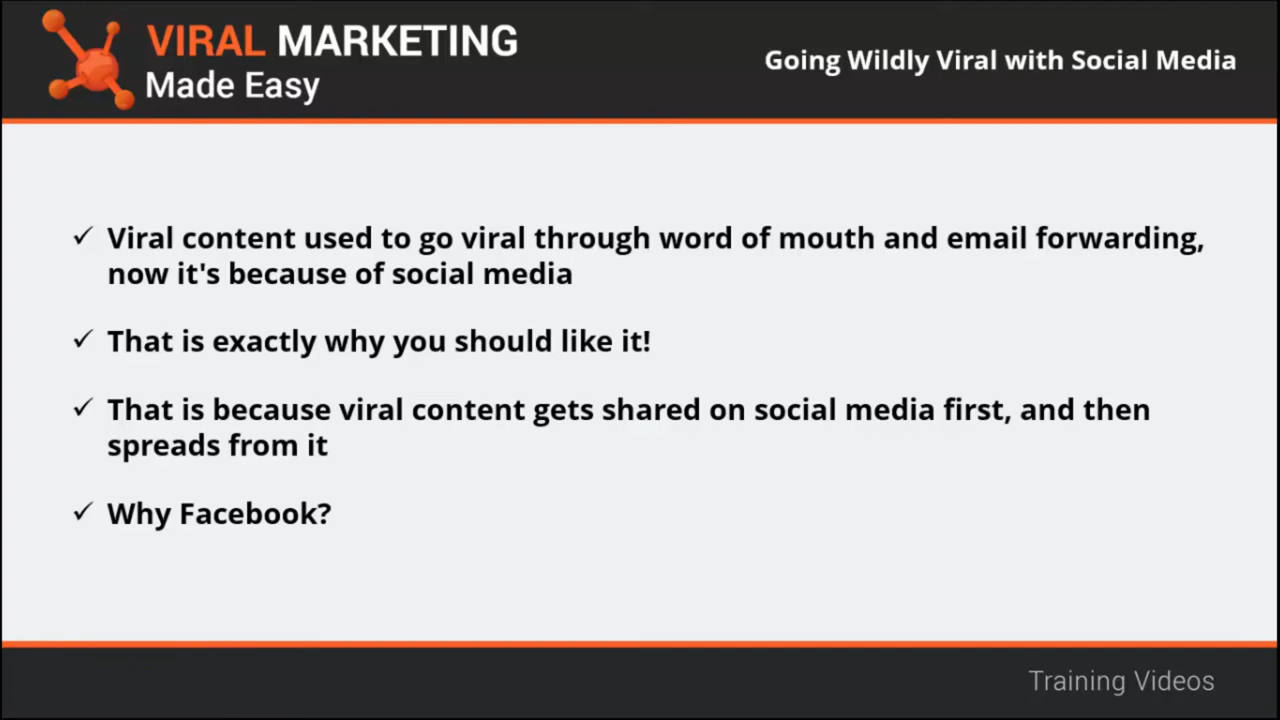 VIRAL MARKETING
Made Easy
Going Wildly Viral with Social Media
✓ Viral content used to go viral through word of mouth and email forwarding,
now it's because of social media
✓ That is exactly why you should like it!
✓ That is because viral content gets shared on social media first, and then
spreads from it
✓ Why Facebook?
Training Videos